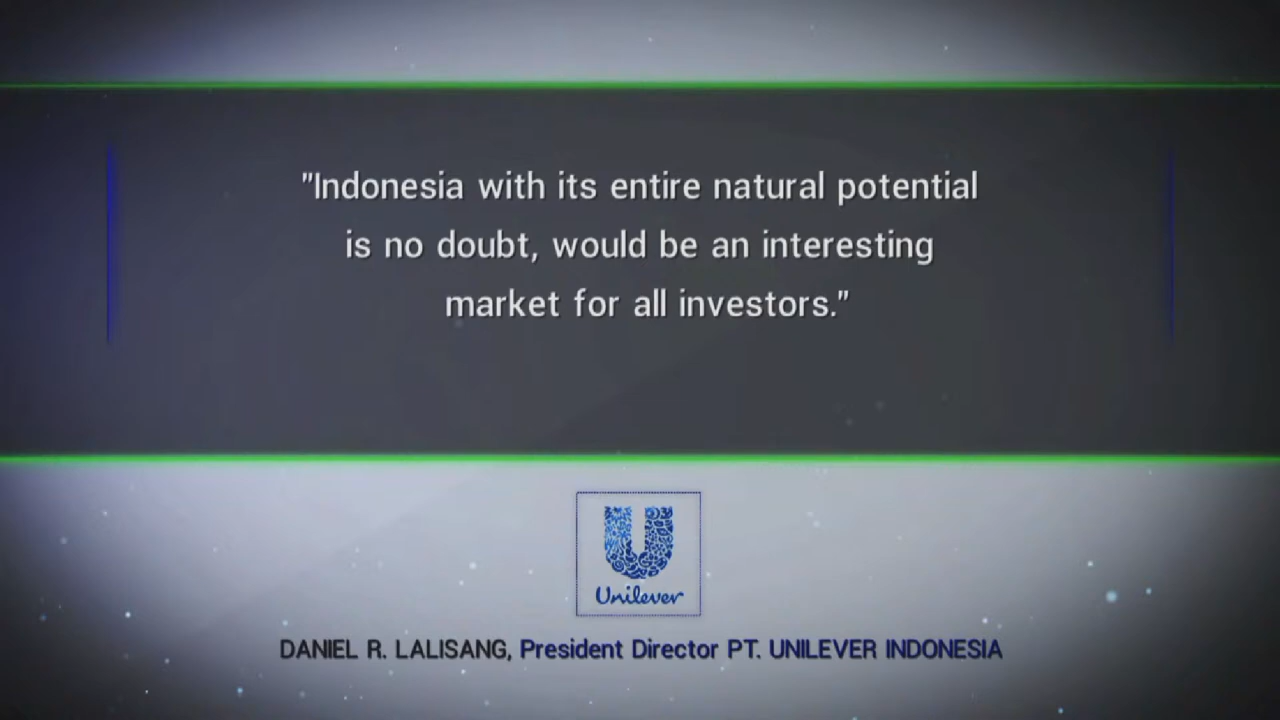 "Indonesia with its entire natural potential
is no doubt, would be an interesting
market for all investors."
Unilever
DANIEL R. LALISANG, President Director PT. UNILEVER INDONESIA